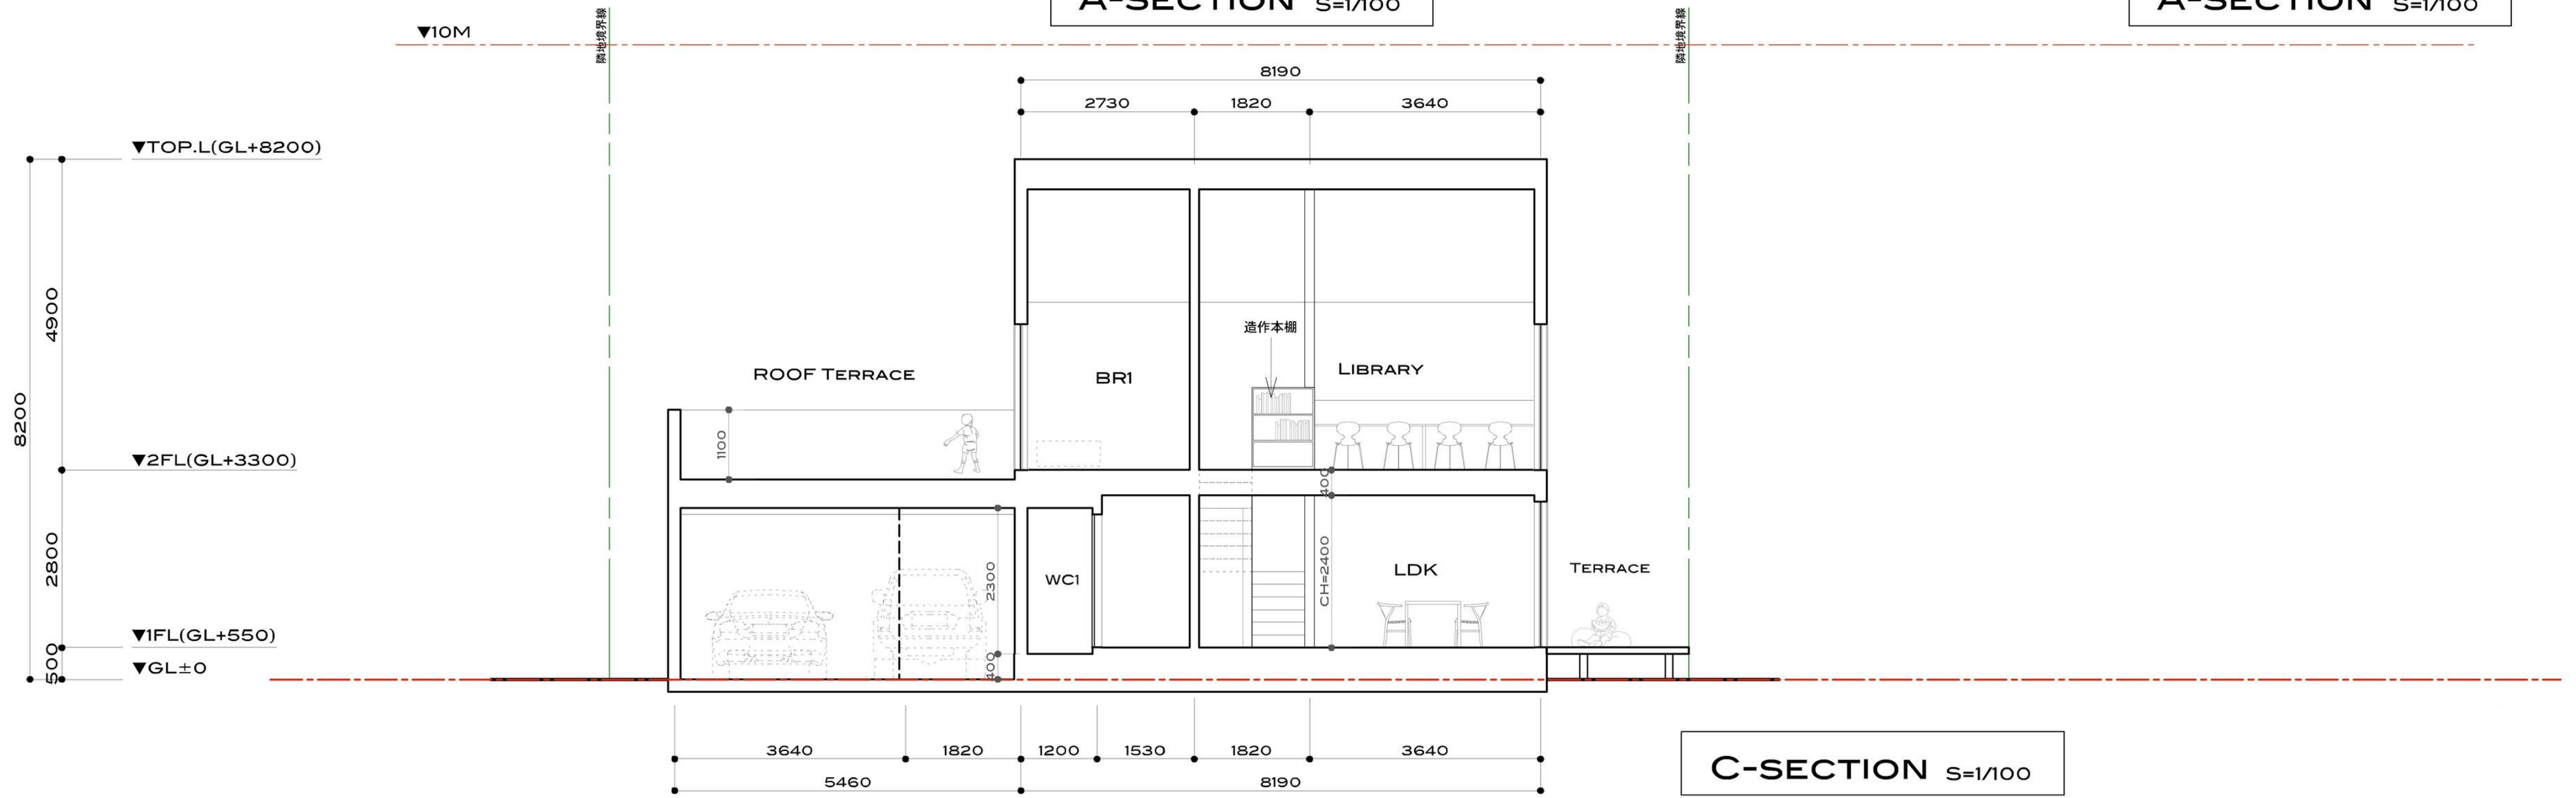 A-SECTION S=1/100
A-SECTION S=1/100
▼10M
隣地境界線
隣地境界線
8190
2730
1820
3640
▼TOP.L(GL+8200)
4900
8200
造作本棚
ROOF TERRACE
BR1
LIBRARY
1100
▼2FL(GL+3300)
400
2800
2300
WC1
CH=2400
LDK
TERRACE
▼1FL(GL+550)
500
▼GL±0
400
3640
1820
1200
1530
1820
3640
5460
8190
C-SECTION S=1/100